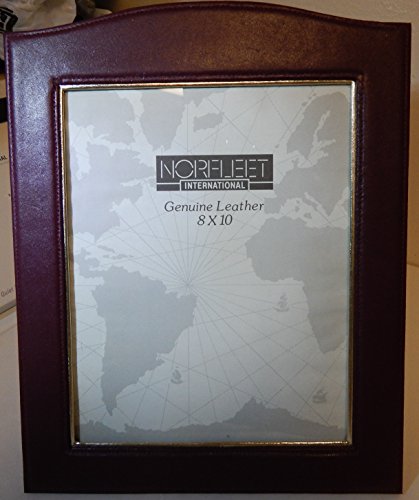 NORFLEET
INTERNATIONAL
Genuine Leather
8 X 10